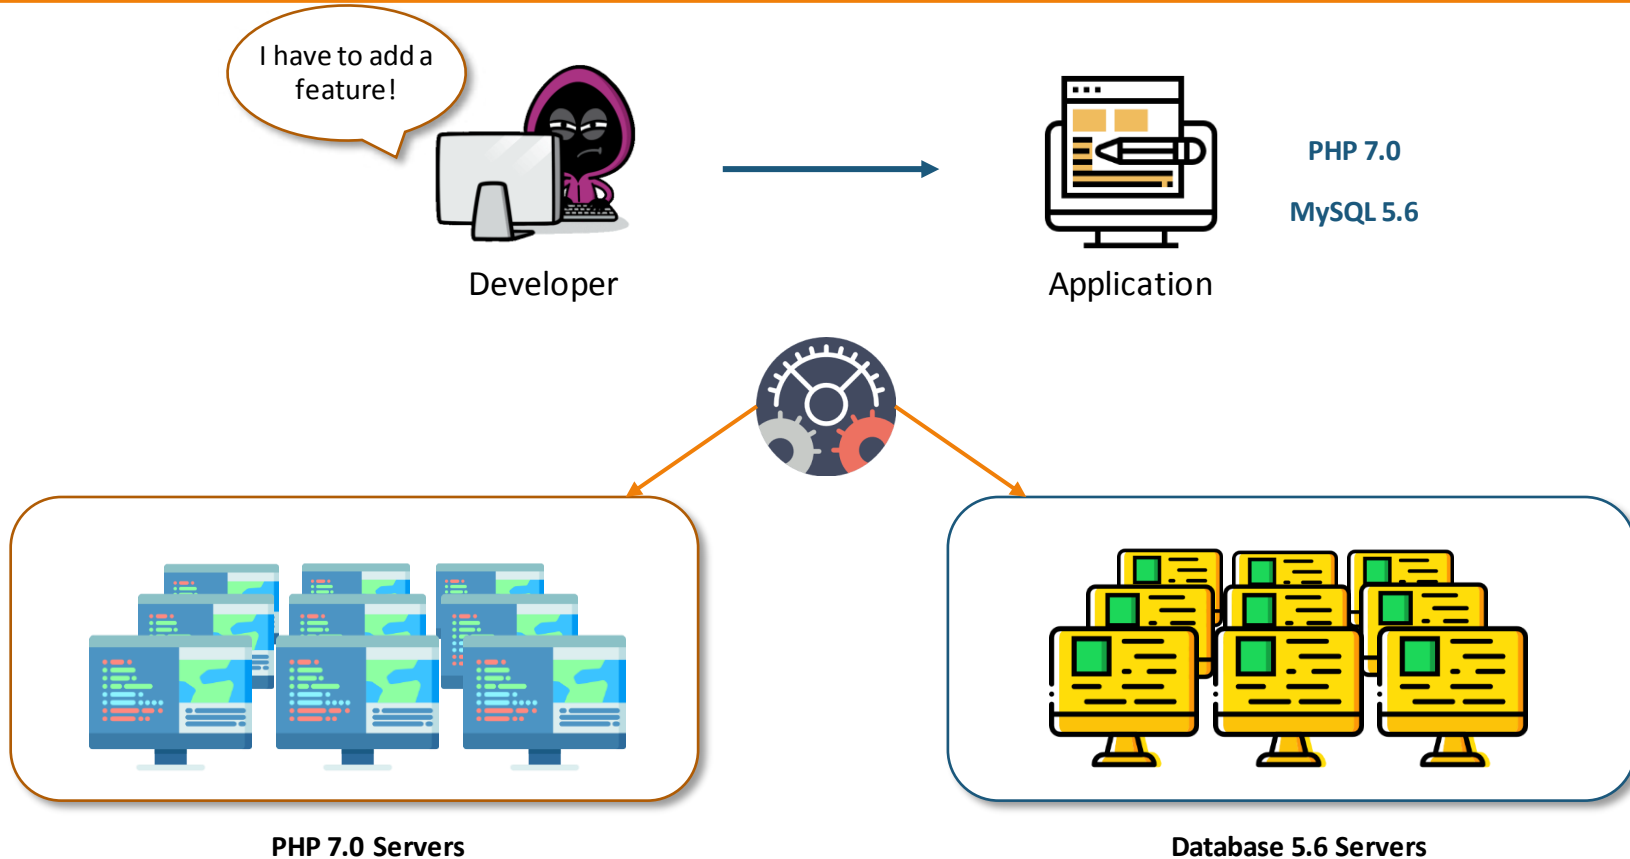 I have to add a
feature!
PHP 7.0
MySQL 5.6
Developer
Application
PHP 7.0 Servers
Database 5.6 Servers